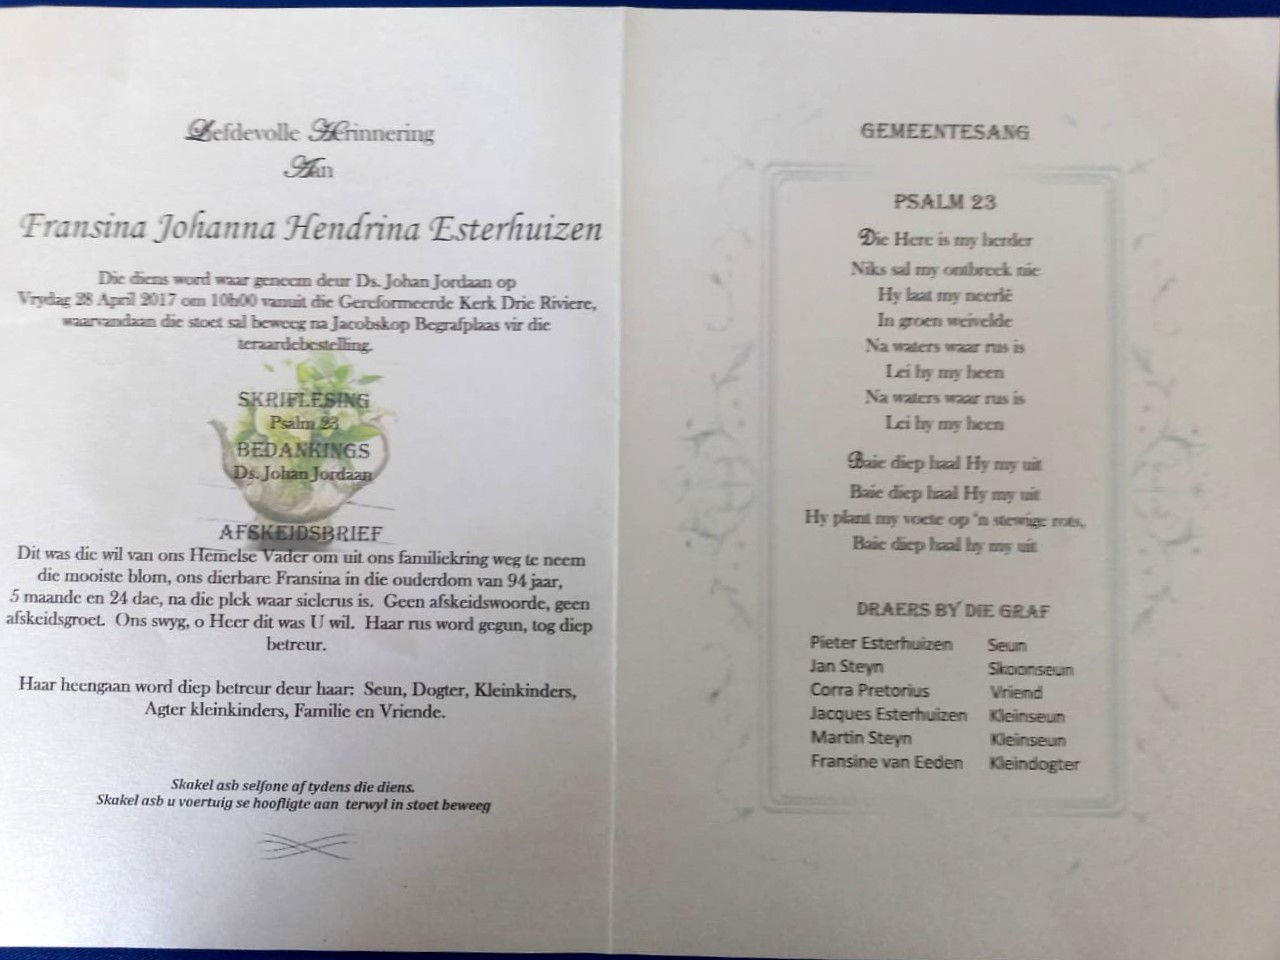 Liefdevolle Herinnering
Aan
Fransina Johanna Hendrina Esterhuizen
Die diens word waar geneem deur Ds. Johan Jordaan op
Vrydag 28 April 2017 om 10h00 vanuit die Gereformeerde Kerk Drie Riviere,
waarvandaan die stoet sal beweeg na Jacobskop Begrafplaas vir die
teraardebestelling.
SKRIFLESING
Psalm 23
BEDANKINGS
Ds. Johan Jordaan
AFSKEIDSBRIEF
Dit was die wil van ons Hemelse Vader om uit ons familiekring weg te neem
die mooiste blom, ons dierbare Fransina in die ouderdom van 94 jaar,
5 maande en 24 dae, na die plek waar sielerus is. Geen afskeidswoorde, geen
afskeidsgroet. Ons swyg, o Heer dit was U wil. Haar rus word gegun, tog diep
betreur.
Haar heengaan word diep betreur deur haar: Seun, Dogter, Kleinkinders,
Agter kleinkinders, Familie en Vriende.
Skakel asb selfone af tydens die diens.
Skakel asb u voertuig se hoofligte aan terwyl in stoet beweeg
GEMEENTESANG
PSALM 23
Die Here is my herder
Niks sal my ontbreek nie
Hy laat my neerlê
In groen weivelde
Na waters waar rus is
Lei hy my heen
Na waters waar rus is
Lei hy my heen
Baie diep haal Hy my uit
Baie diep haal Hy my uit
Hy plant my voete op 'n stewige rots,
Baie diep haal hy my uit
DRAERS BY DIE GRAF
Pieter Esterhuizen Seun
Jan Steyn Skoonseun
Corra Pretorius Vriend
Jacques Esterhuizen Kleinseun
Martin Steyn Kleinseun
Fransine van Eeden Kleindogter